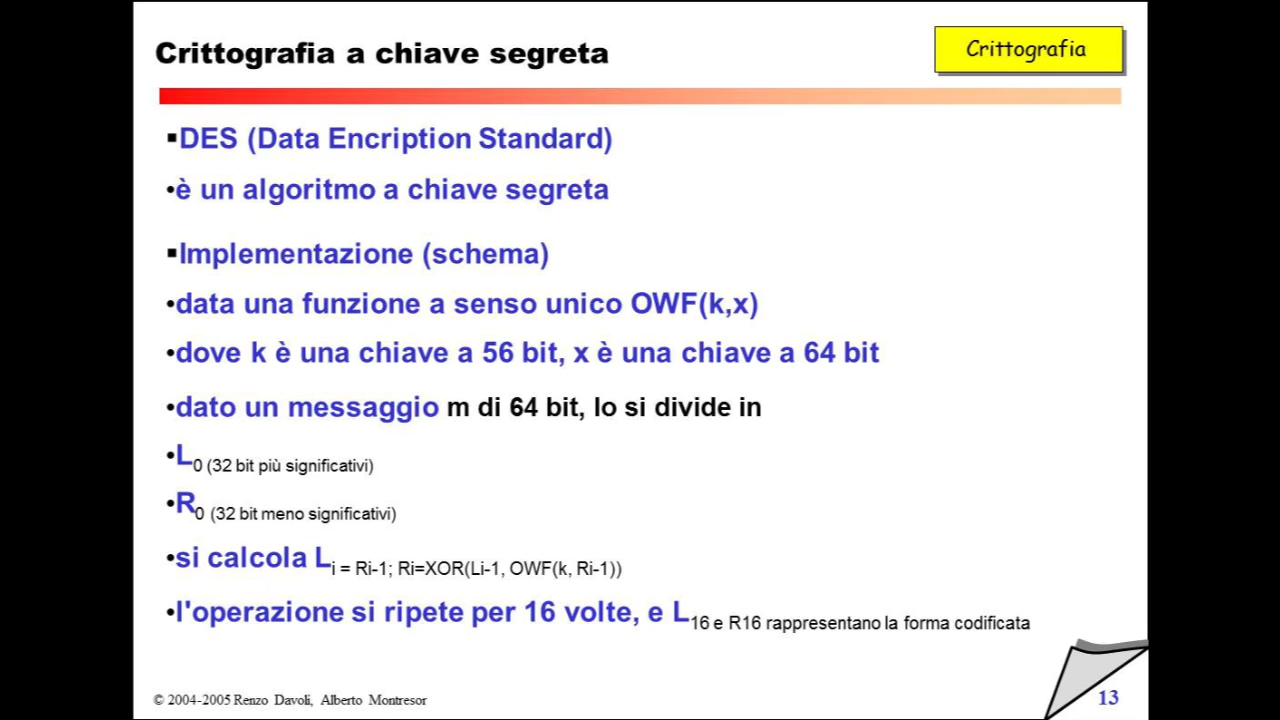 Crittografia a chiave segreta
Crittografia
▪DES (Data Encription Standard)
•è un algoritmo a chiave segreta
▪Implementazione (schema)
•data una funzione a senso unico OWF(k,x)
•dove k è una chiave a 56 bit, x è una chiave a 64 bit
•dato un messaggio m di 64 bit, lo si divide in
•L0 (32 bit più significativi)
•R0 (32 bit meno significativi)
•si calcola Li = Ri-1; Ri=XOR(Li-1, OWF(k, Ri-1))
•l'operazione si ripete per 16 volte, e L16 e R16 rappresentano la forma codificata
© 2004-2005 Renzo Davoli, Alberto Montresor
13